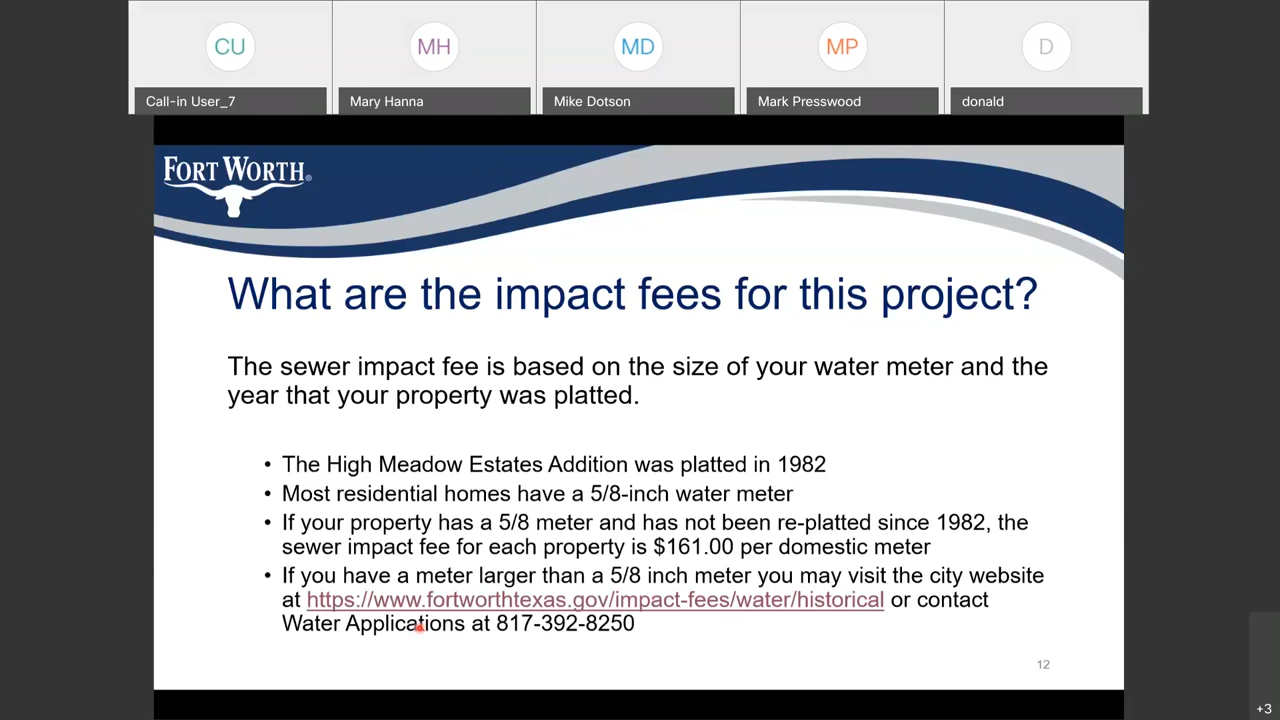 CU
MH
MD
MP
D
Call-in User_7
Mary Hanna
Mike Dotson
Mark Presswood
donald
FORT WORTH®
What are the impact fees for this project?
The sewer impact fee is based on the size of your water meter and the
year that your property was platted.
• The High Meadow Estates Addition was platted in 1982
• Most residential homes have a 5/8-inch water meter
• If your property has a 5/8 meter and has not been re-platted since 1982, the
sewer impact fee for each property is $161.00 per domestic meter
• If you have a meter larger than a 5/8 inch meter you may visit the city website
at https://www.fortworthtexas.gov/impact-fees/water/historical or contact
Water Applications at 817-392-8250
12
+3